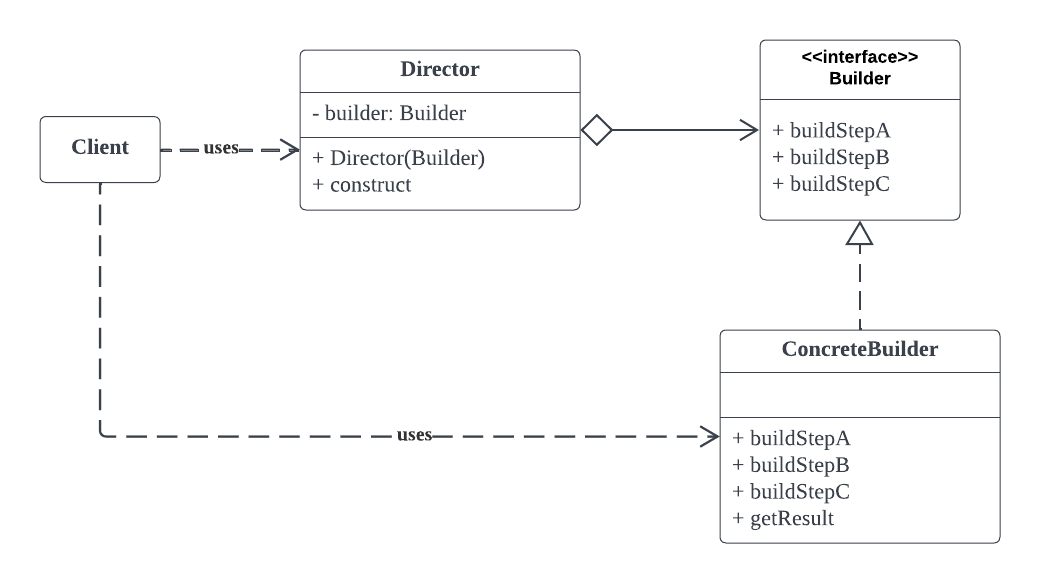 Client
uses
Director
- builder: Builder
+ Director(Builder)
+ construct
<<interface>>
Builder
+ buildStepA
+ buildStepB
+ buildStepC
uses
ConcreteBuilder
+ buildStepA
+ buildStepB
+ buildStepC
+ getResult